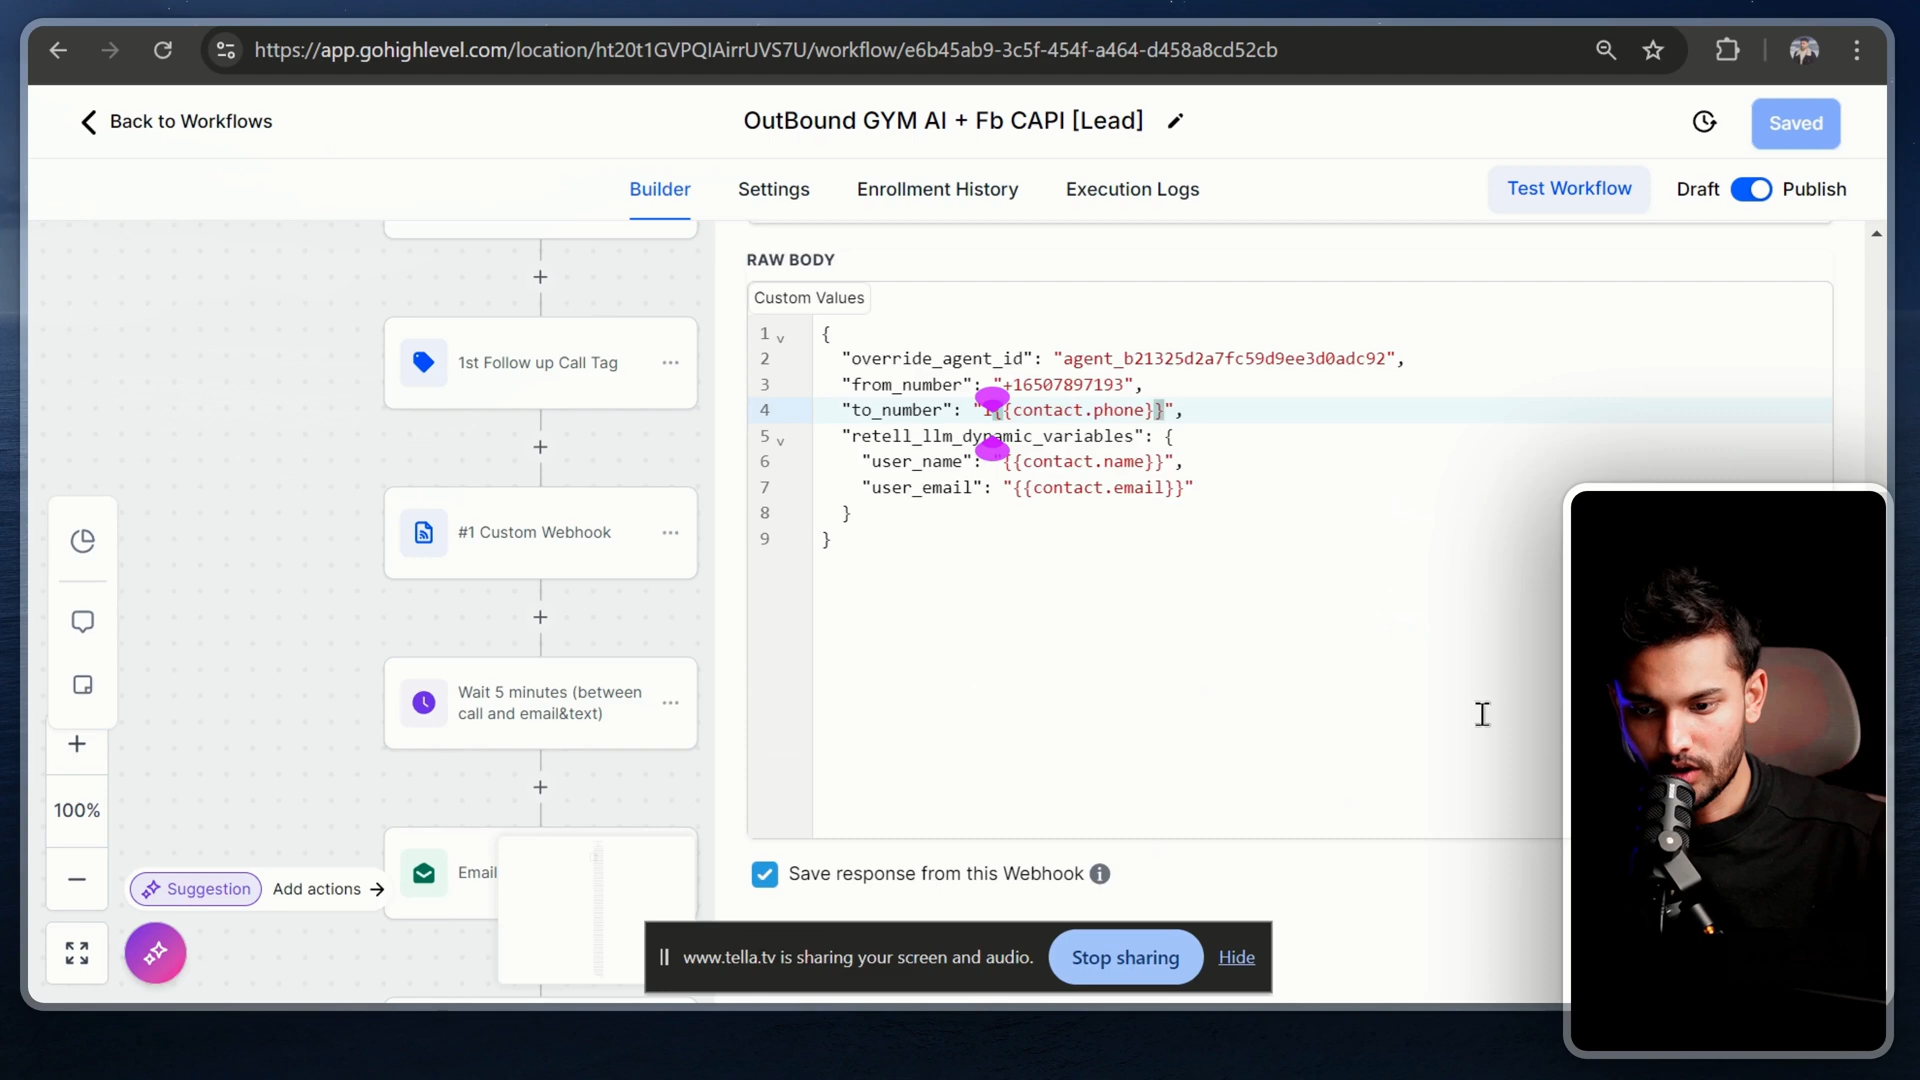 https://app.gohighlevel.com/location/ht20t1GVPQIAirrUVS7U/workflow/e6b45ab9-3c5f-454f-a464-d458a8cd52cb
Back to Workflows
OutBound GYM AI + Fb CAPI [Lead]
Saved
Builder
Settings
Enrollment History
Execution Logs
Test Workflow
Draft
Publish
1st Follow up Call Tag
#1 Custom Webhook
Wait 5 minutes (between
call and email&text)
Email
100%
Suggestion
Add actions →
RAW BODY
Custom Values
1 {
2 "override_agent_id": "agent_b21325d2a7fc59d9ee3d0adc92",
3 "from_number": "+16507897193",
4 "to_number": "1{{contact.phone}}",
5 "retell_llm_dynamic_variables": {
6 "user_name": "{{contact.name}}",
7 "user_email": "{{contact.email}}"
8 }
9 }
Save response from this Webhook
www.tella.tv is sharing your screen and audio.
Stop sharing
Hide